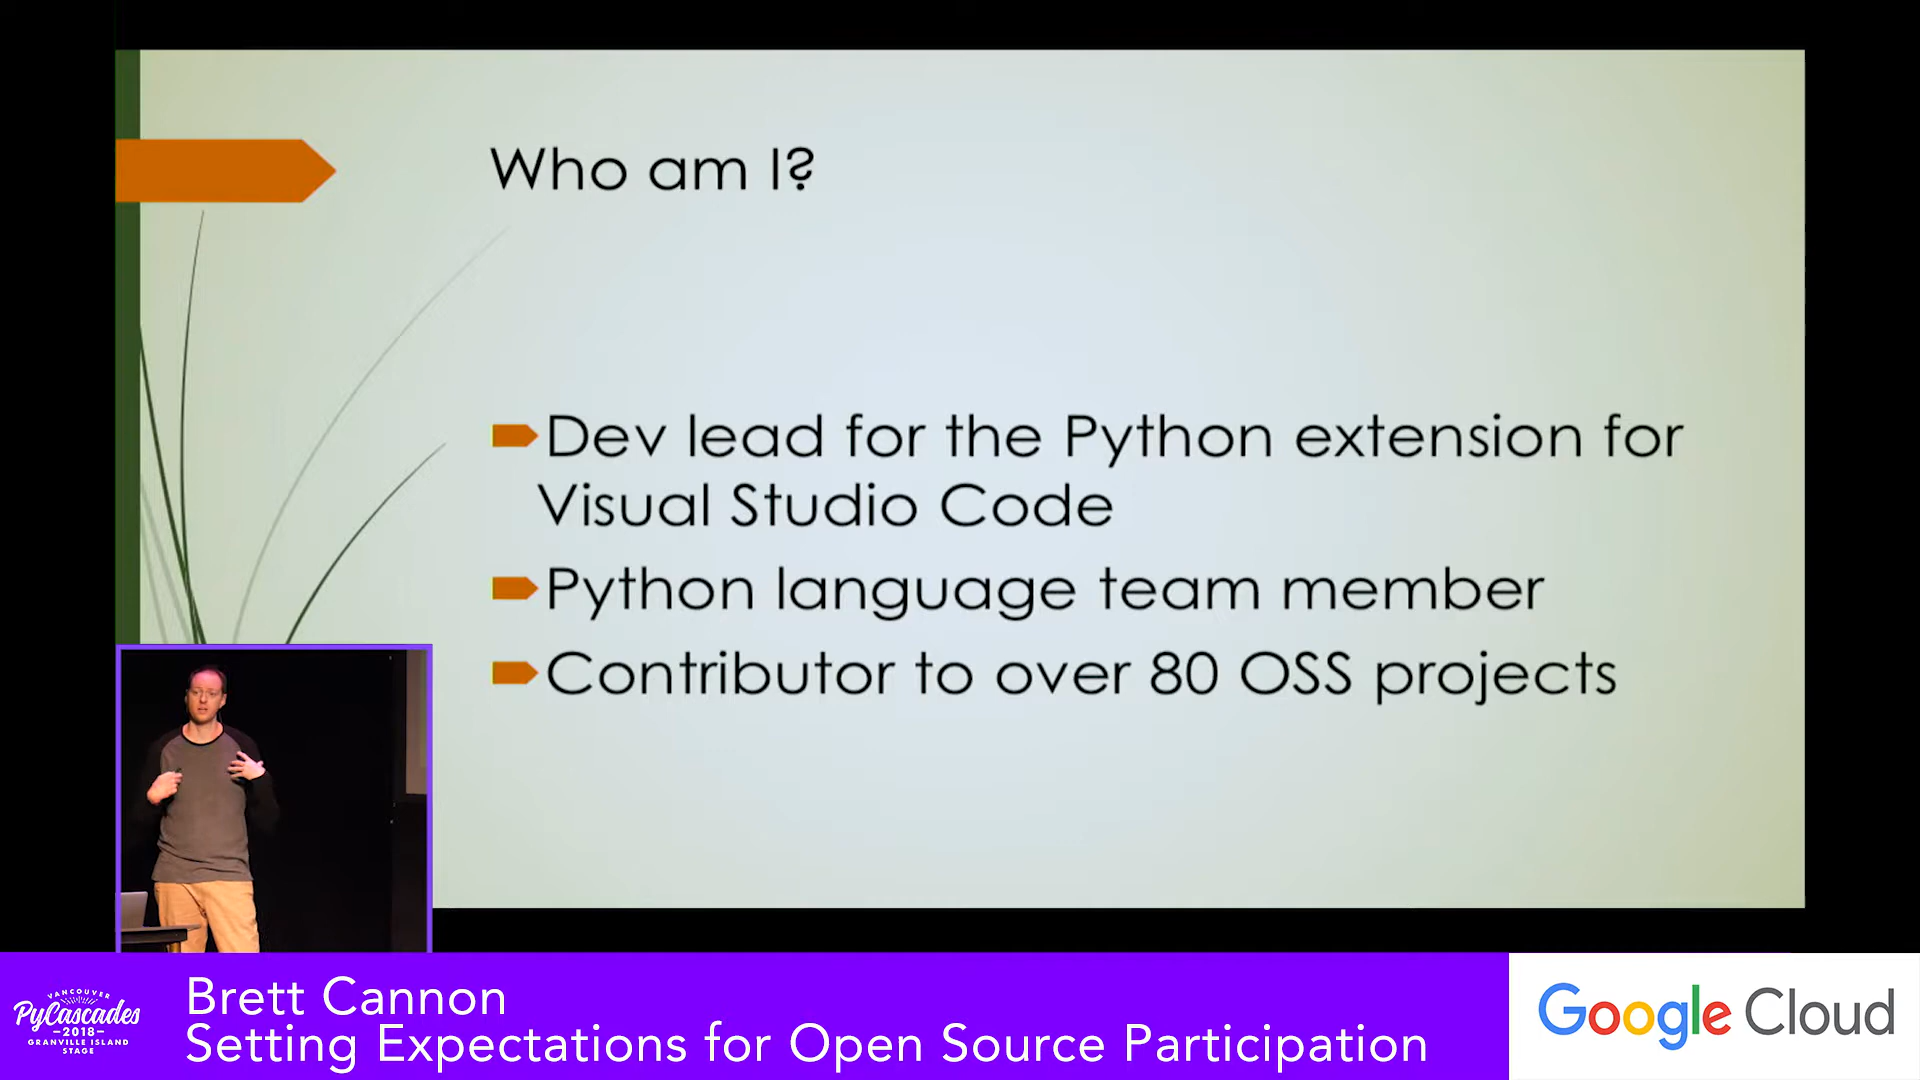 Who am I?
Dev lead for the Python extension for
Visual Studio Code
Python language team member
Contributor to over 80 OSS projects
VANCOUVER
PyCascades
-2018-
GRANVILLE ISLAND
STAGE
Brett Cannon
Setting Expectations for Open Source Participation
Google Cloud